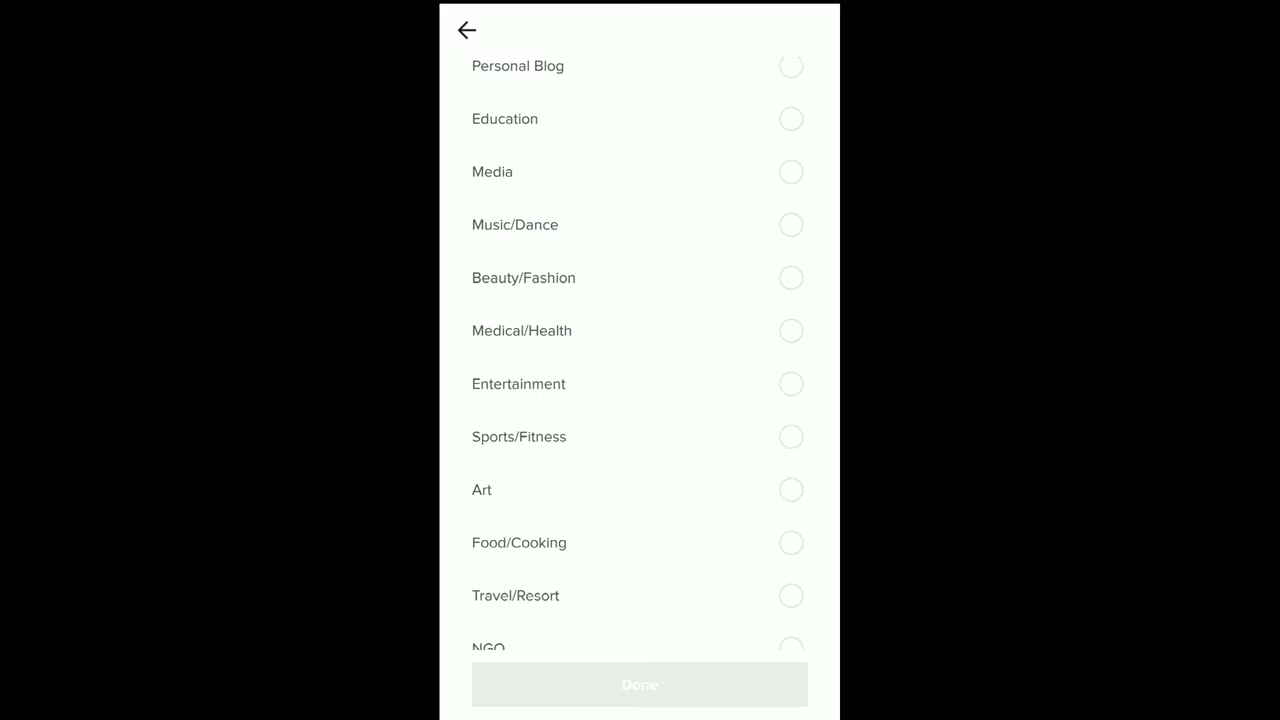 Personal Blog
Education
Media
Music/Dance
Beauty/Fashion
Medical/Health
Entertainment
Sports/Fitness
Art
Food/Cooking
Travel/Resort
NGO
Done